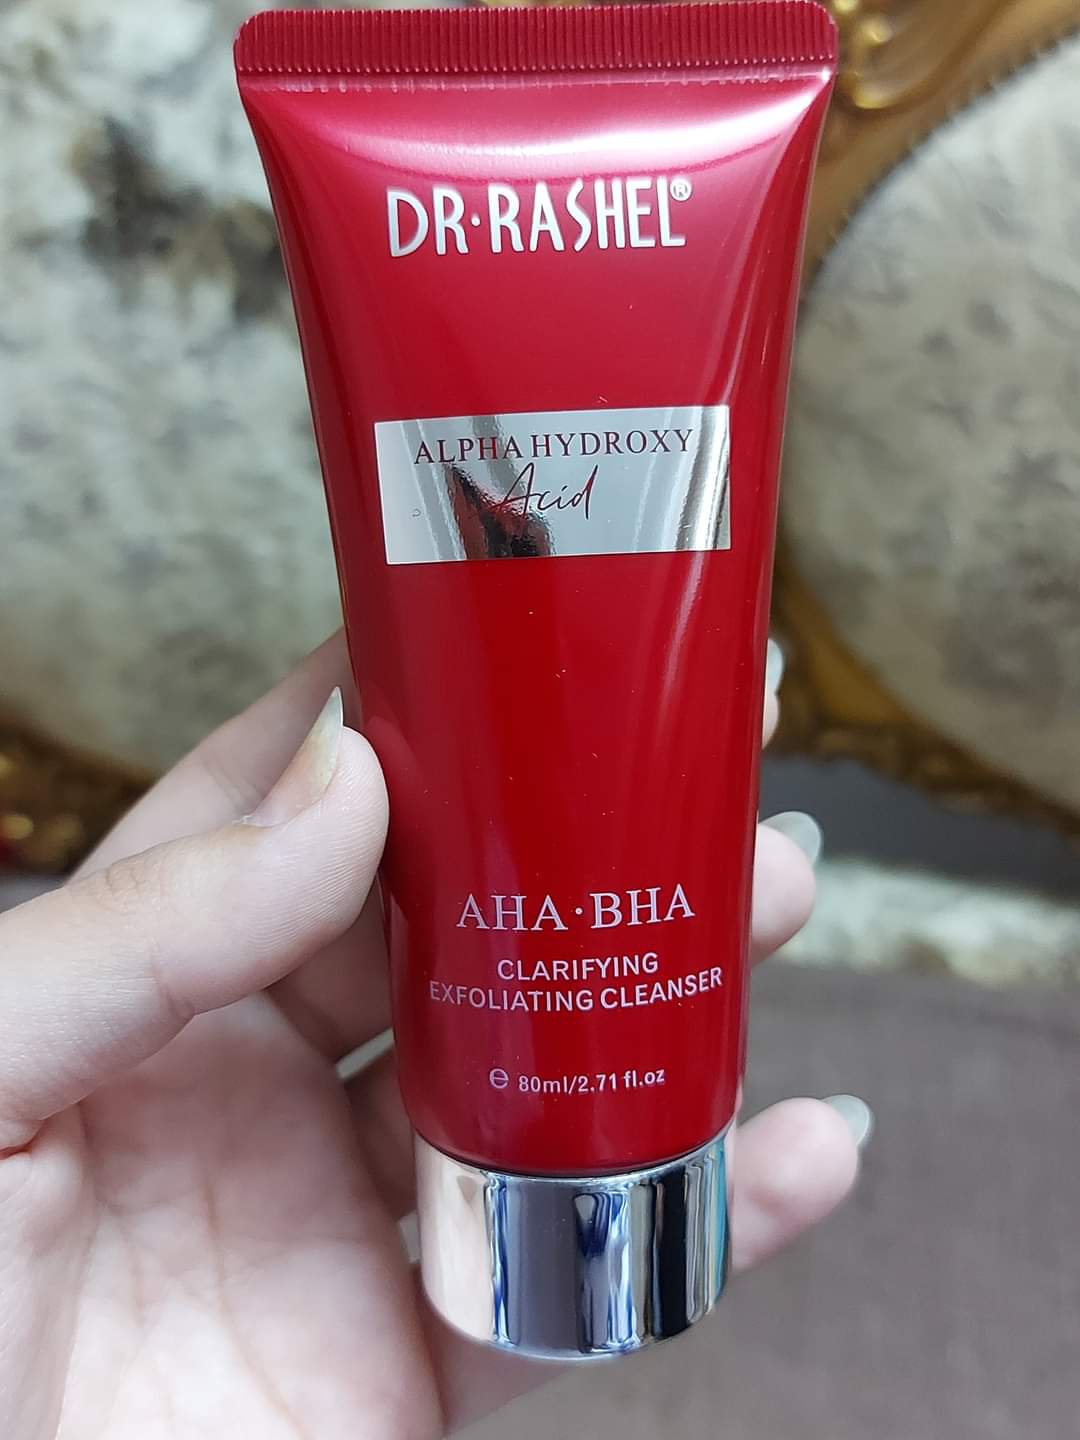 DR·RASHEL®
ALPHA HYDROXY
Acid
AHA·BHA
CLARIFYING
EXFOLIATING CLEANSER
℮ 80ml/2.71 fl.oz